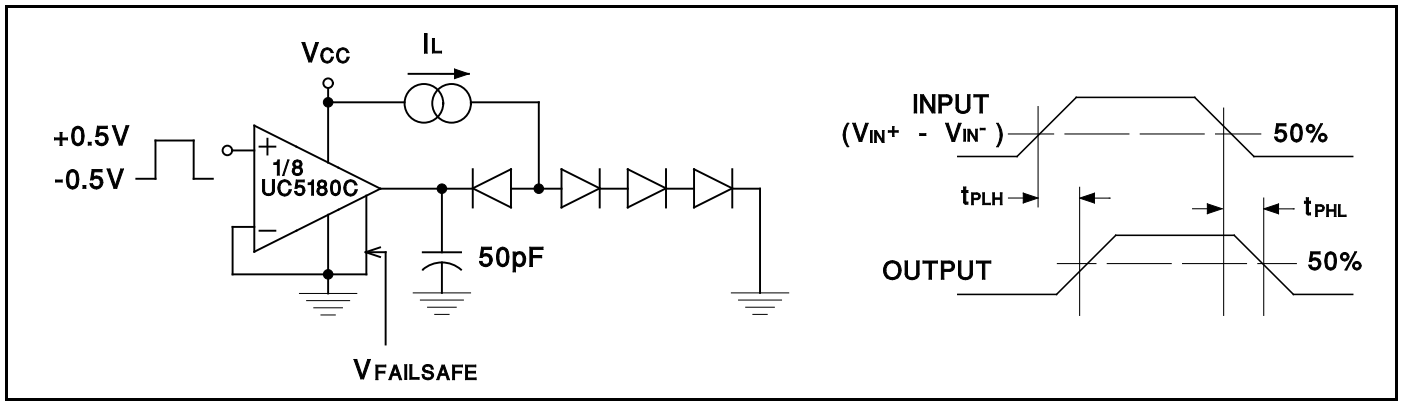 VCC
IL
+0.5V
-0.5V
+
1/8
UC5180C
−
50pF
VFAILSAFE
INPUT
(VIN+ - VIN-)
50%
tPLH
tPHL
OUTPUT
50%